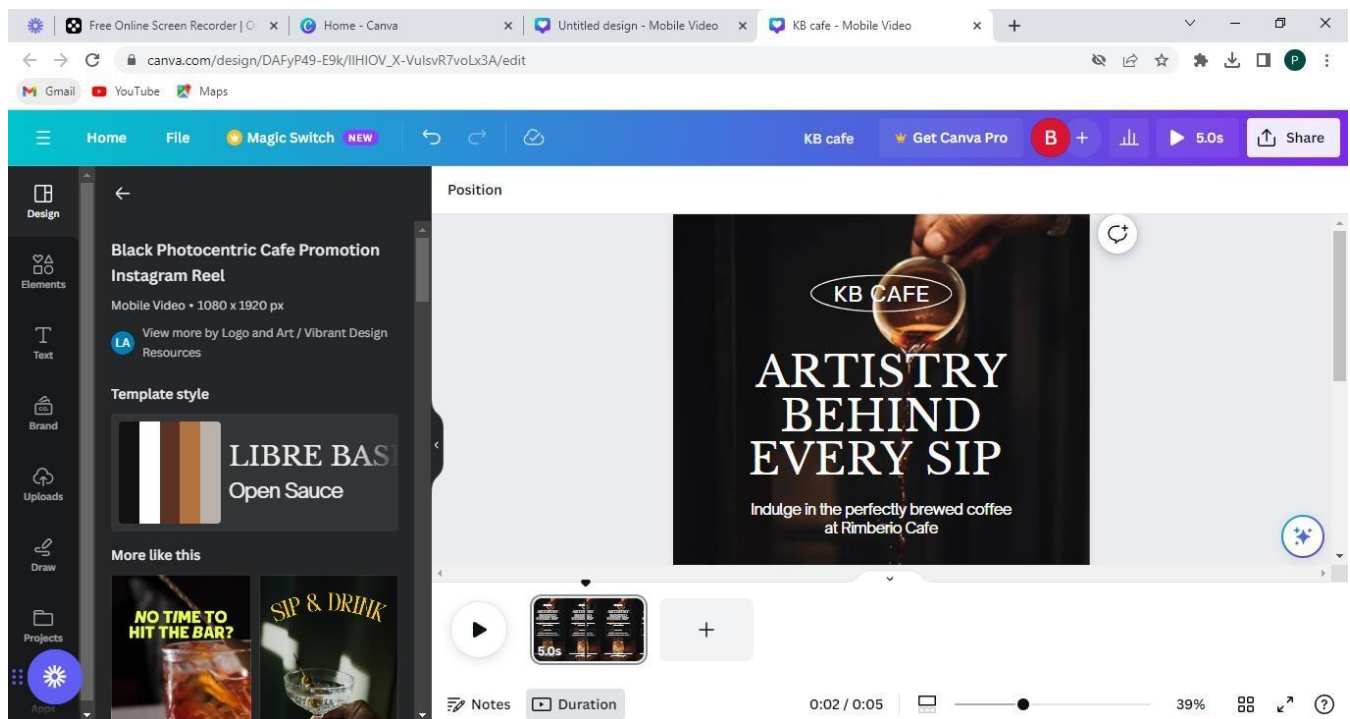 Free Online Screen Recorder | O
Home - Canva
Untitled design - Mobile Video
KB cafe - Mobile Video
canva.com/design/DAFyP49-E9k/IIHIOV_X-VulsvR7voLx3A/edit
P
Gmail
YouTube
Maps
Home
File
Magic Switch NEW
KB cafe
Get Canva Pro
B
+
5.0s
Share
Design
Elements
Text
Brand
Uploads
Draw
Projects
Apps
Black Photocentric Cafe Promotion
Instagram Reel
Mobile Video • 1080 x 1920 px
LA
View more by Logo and Art / Vibrant Design
Resources
Template style
LIBRE BAS
Open Sauce
More like this
NO TIME TO
HIT THE BAR?
SIP & DRINK
Position
KB CAFE
ARTISTRY
BEHIND
EVERY SIP
Indulge in the perfectly brewed coffee
at Rimberio Cafe
5.0s
+
Notes
Duration
0:02 / 0:05
39%